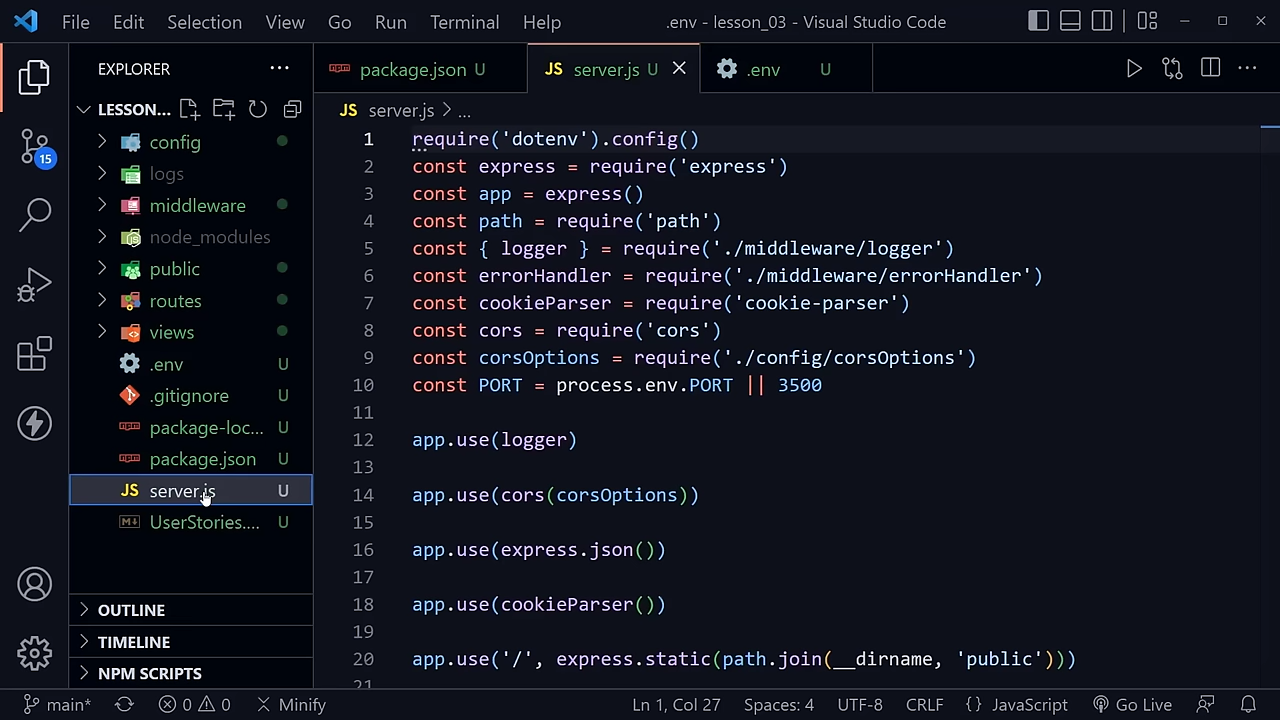 File Edit Selection View Go Run Terminal Help .env - lesson_03 - Visual Studio Code
EXPLORER
package.json U
JS server.js U
.env U
LESSON...
JS server.js > ...
15
config
logs
middleware
node_modules
public
routes
views
.env U
.gitignore U
package-loc... U
package.json U
JS server.js U
UserStories.... U
OUTLINE
TIMELINE
NPM SCRIPTS
1 require('dotenv').config()
2 const express = require('express')
3 const app = express()
4 const path = require('path')
5 const { logger } = require('./middleware/logger')
6 const errorHandler = require('./middleware/errorHandler')
7 const cookieParser = require('cookie-parser')
8 const cors = require('cors')
9 const corsOptions = require('./config/corsOptions')
10 const PORT = process.env.PORT || 3500
11
12 app.use(logger)
13
14 app.use(cors(corsOptions))
15
16 app.use(express.json())
17
18 app.use(cookieParser())
19
20 app.use('/', express.static(path.join(__dirname, 'public')))
21
main* 0 0 Minify Ln 1, Col 27 Spaces: 4 UTF-8 CRLF {} JavaScript Go Live